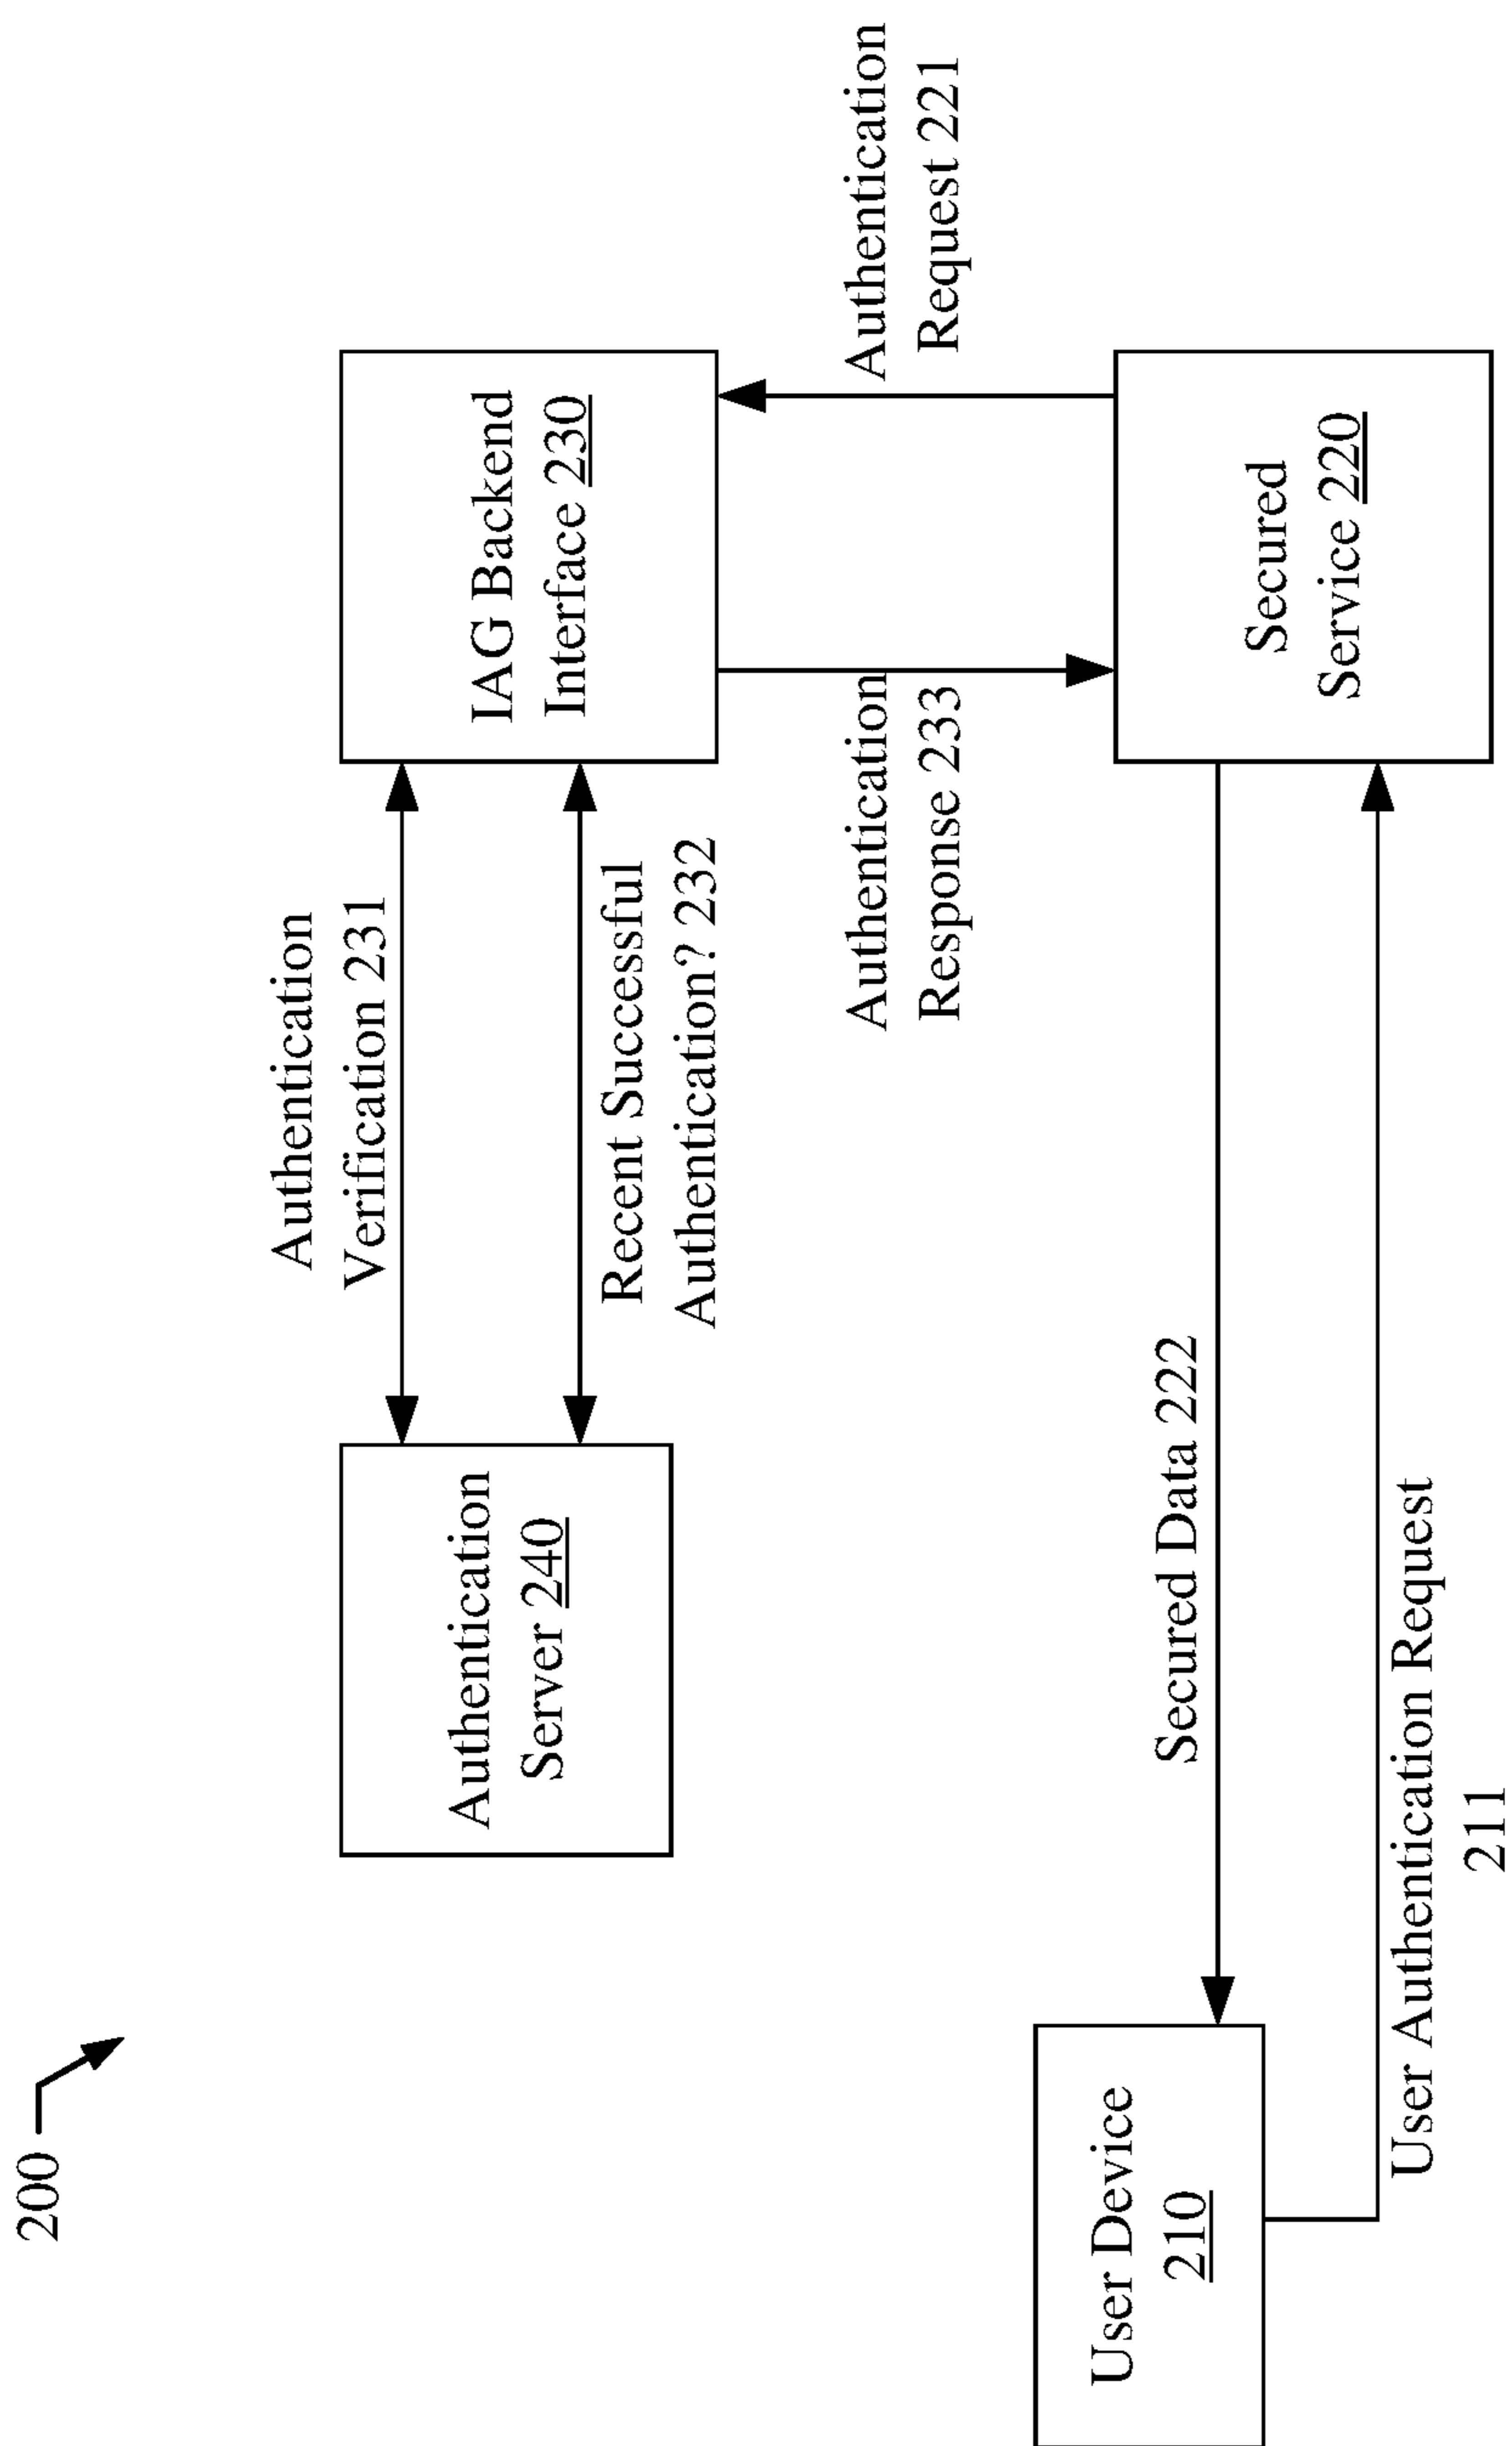 200
Authentication
Verification 231
Authentication
Server 240
IAG Backend
Interface 230
Recent Successful
Authentication? 232
Authentication
Response 233
Authentication
Request 221
User Device
210
Secured Data 222
Secured
Service 220
User Authentication Request
211